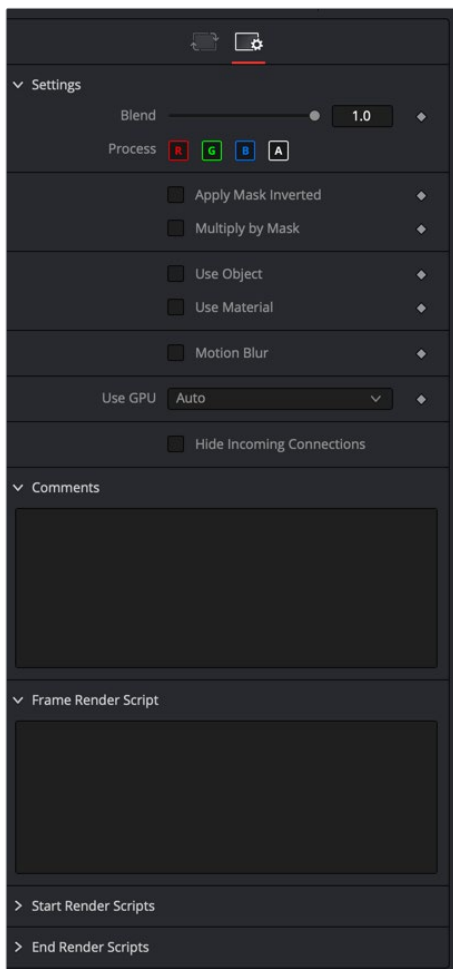 Settings
Blend 1.0
Process R G B A
Apply Mask Inverted
Multiply by Mask
Use Object
Use Material
Motion Blur
Use GPU Auto
Hide Incoming Connections
Comments
Frame Render Script
Start Render Scripts
End Render Scripts